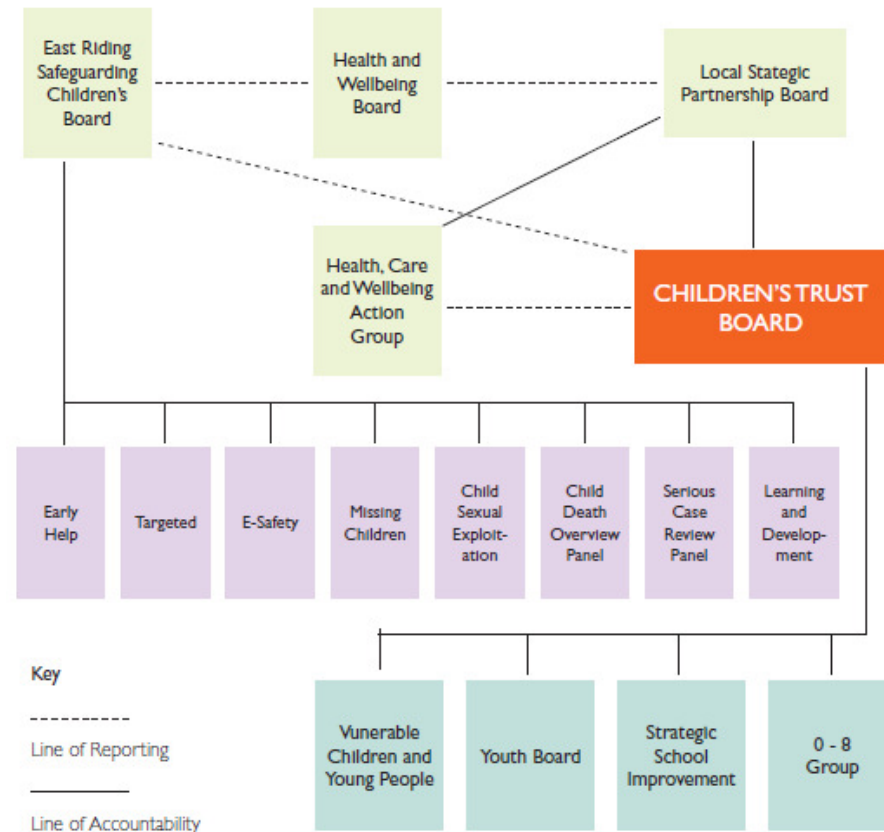 East Riding
Safeguarding
Children's
Board
Health and
Wellbeing
Board
Local Stategic
Partnership Board
Health, Care
and Wellbeing
Action
Group
CHILDREN'S TRUST
BOARD
Early
Help
Targeted
E-Safety
Missing
Children
Child
Sexual
Exploit-
ation
Child
Death
Overview
Panel
Serious
Case
Review
Panel
Learning
and
Develop-
ment
Key
Line of Reporting
Line of Accountability
Vunerable
Children and
Young People
Youth Board
Strategic
School
Improvement
0 - 8
Group